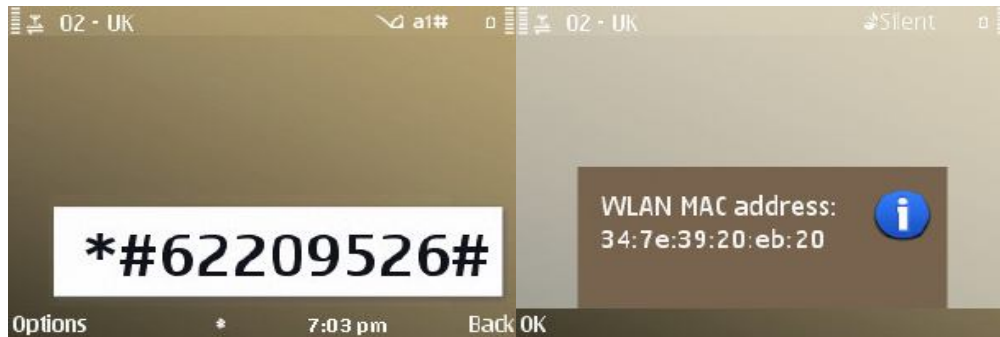 02 - UK
a1#
*#62209526#
Options
7:03 pm
Back
02 - UK
Silent
WLAN MAC address:
34:7e:39:20:eb:20
OK